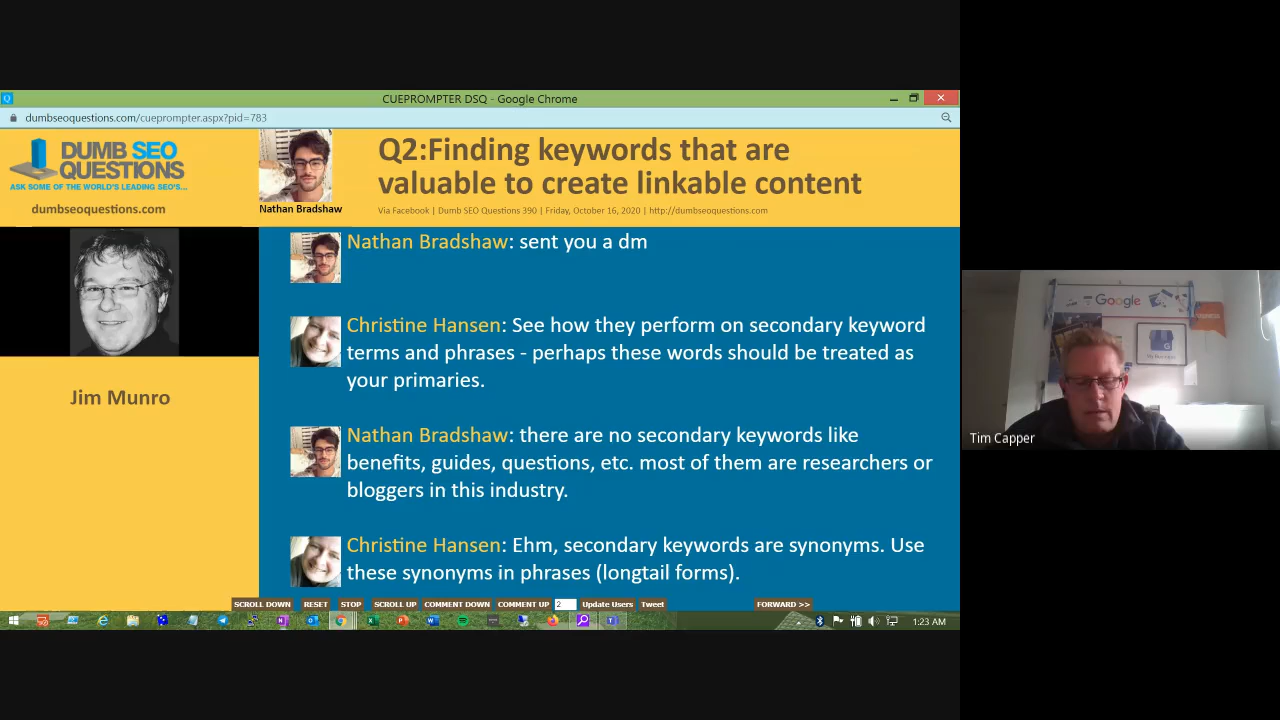 CUEPROMPTER DSQ - Google Chrome
dumbseoquestions.com/cueprompter.aspx?pid=783
DUMB SEO
QUESTIONS
ASK SOME OF THE WORLD'S LEADING SEO'S...
dumbseoquestions.com
Nathan Bradshaw
Q2:Finding keywords that are
valuable to create linkable content
Via Facebook | Dumb SEO Questions 390 | Friday, October 16, 2020 | http://dumbseoquestions.com
Jim Munro
Nathan Bradshaw: sent you a dm
Christine Hansen: See how they perform on secondary keyword
terms and phrases - perhaps these words should be treated as
your primaries.
Nathan Bradshaw: there are no secondary keywords like
benefits, guides, questions, etc. most of them are researchers or
bloggers in this industry.
Christine Hansen: Ehm, secondary keywords are synonyms. Use
these synonyms in phrases (longtail forms).
SCROLL DOWN RESET STOP SCROLL UP COMMENT DOWN COMMENT UP 2 Update Users Tweet FORWARD >>
1:23 AM
Google
Tim Capper